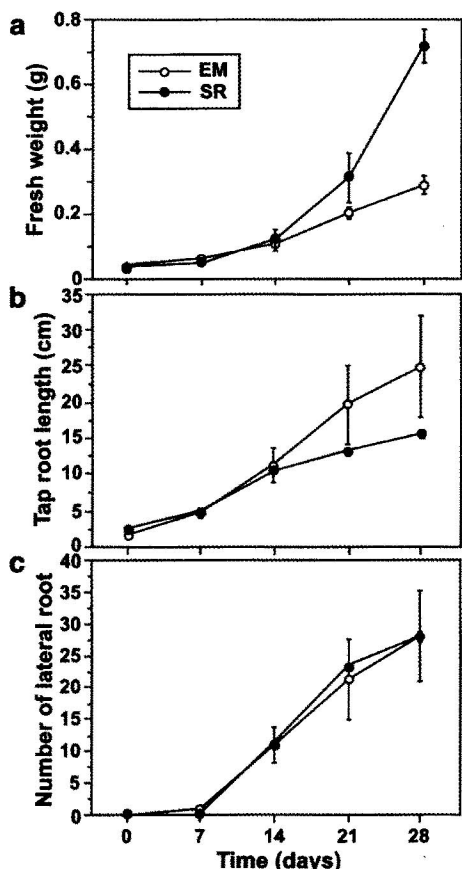 a
Fresh weight (g)
0.8
0.6
0.4
0.2
0
EM
SR
b
Tap root length (cm)
35
30
25
20
15
10
5
0
c
Number of lateral root
40
35
30
25
20
15
10
5
0
0 7 14 21 28
Time (days)